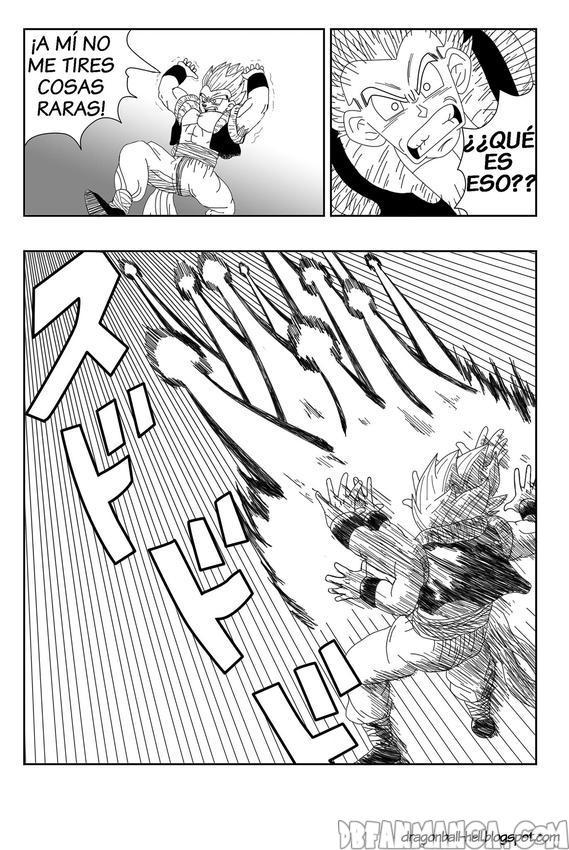 ¡A MÍ NO
ME TIRES
COSAS
RARAS!
¿¿QUÉ
ES
ESO??
ズドドドド
DBFANMANGA.COM
dragonball-hell.blogspot.com